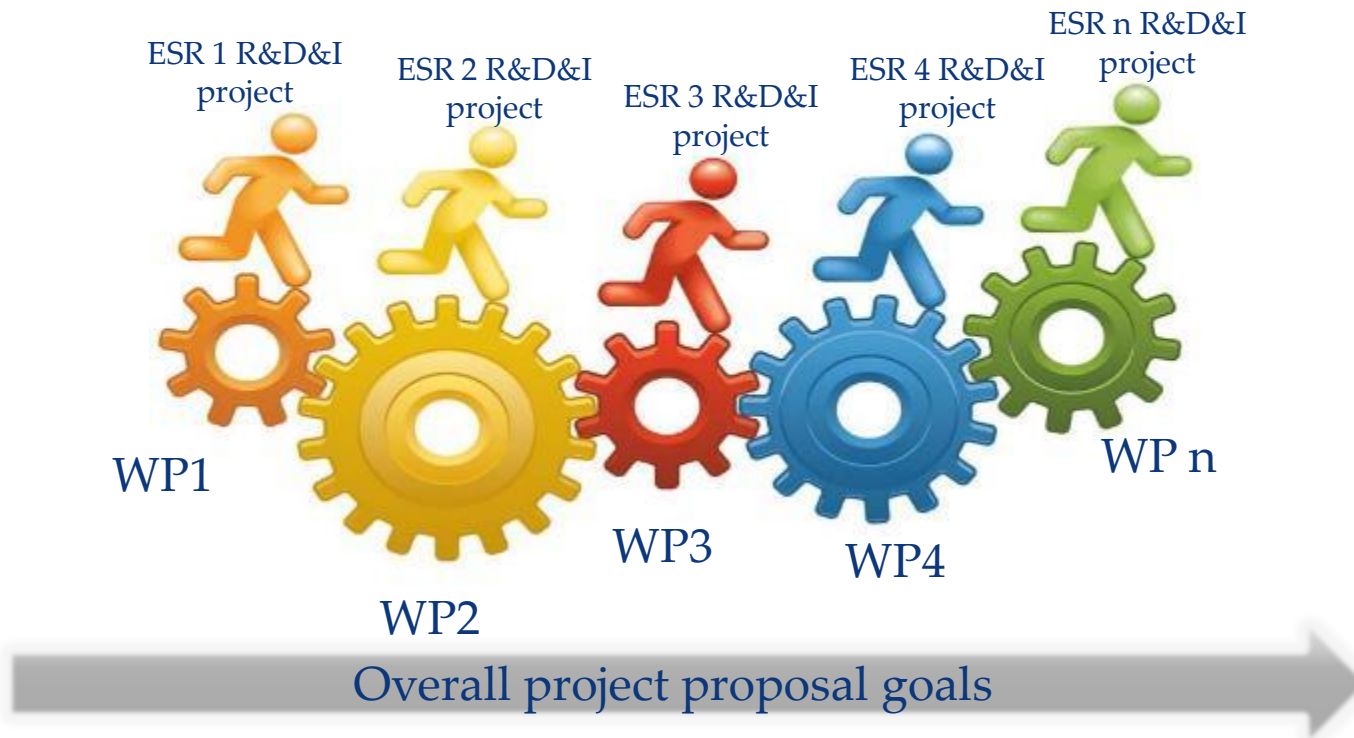 ESR 1 R&D&I
project
ESR 2 R&D&I
project
ESR 3 R&D&I
project
ESR 4 R&D&I
project
ESR n R&D&I
project
WP1
WP2
WP3
WP4
WP n
Overall project proposal goals